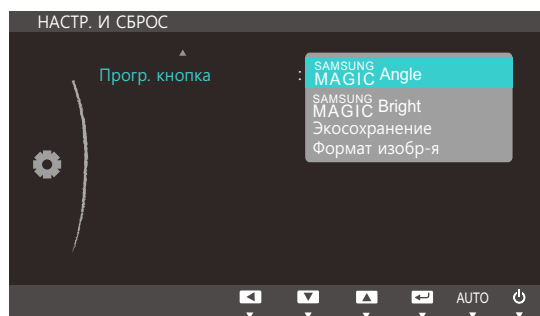 НАСТР. И СБРОС
Прогр. кнопка : SAMSUNG MAGIC Angle
SAMSUNG MAGIC Bright
Экосохранение
Формат изобр-я
AUTO